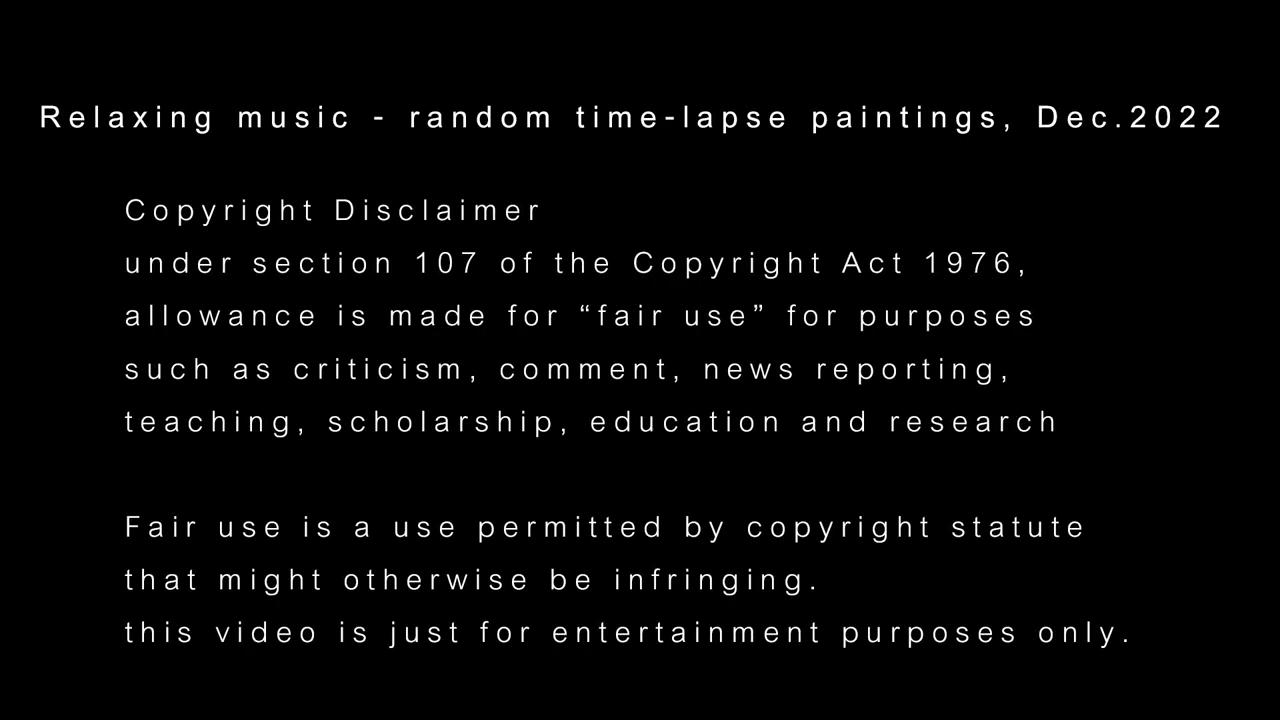 Relaxing music - random time-lapse paintings, Dec.2022
Copyright Disclaimer
under section 107 of the Copyright Act 1976,
allowance is made for “fair use” for purposes
such as criticism, comment, news reporting,
teaching, scholarship, education and research
Fair use is a use permitted by copyright statute
that might otherwise be infringing.
this video is just for entertainment purposes only.